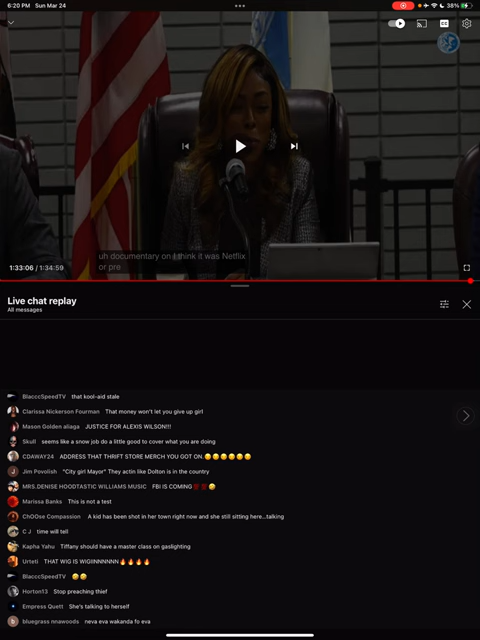 6:20 PM Sun Mar 24
38%
CC
uh documentary on I think it was Netflix
or pre
1:33:06 / 1:34:59
Live chat replay
All messages
BlacccSpeedTV that kool-aid stale
Clarissa Nickerson Fourman That money won't let you give up girl
Mason Golden aliaga JUSTICE FOR ALEXIS WILSON!!!
Skull seems like a snow job do a little good to cover what you are doing
CDAWAY24 ADDRESS THAT THRIFT STORE MERCH YOU GOT ON.😂😂😂😂😂😂
Jim Povolish "City girl Mayor" They actin like Dolton is in the country
MRS.DENISE HOODTASTIC WILLIAMS MUSIC FBI IS COMING💯💯🤣
Marissa Banks This is not a test
ChOOse Compassion A kid has been shot in her town right now and she still sitting here...talking
C J time will tell
Kapha Yahu Tiffany should have a master class on gaslighting
Urteti THAT WIG IS WIGIINNNNNN🔥🔥🔥🔥
BlacccSpeedTV 🤣🤣
Horton13 Stop preaching thief
Empress Quett She's talking to herself
bluegrass nnawoods neva eva wakanda fo eva